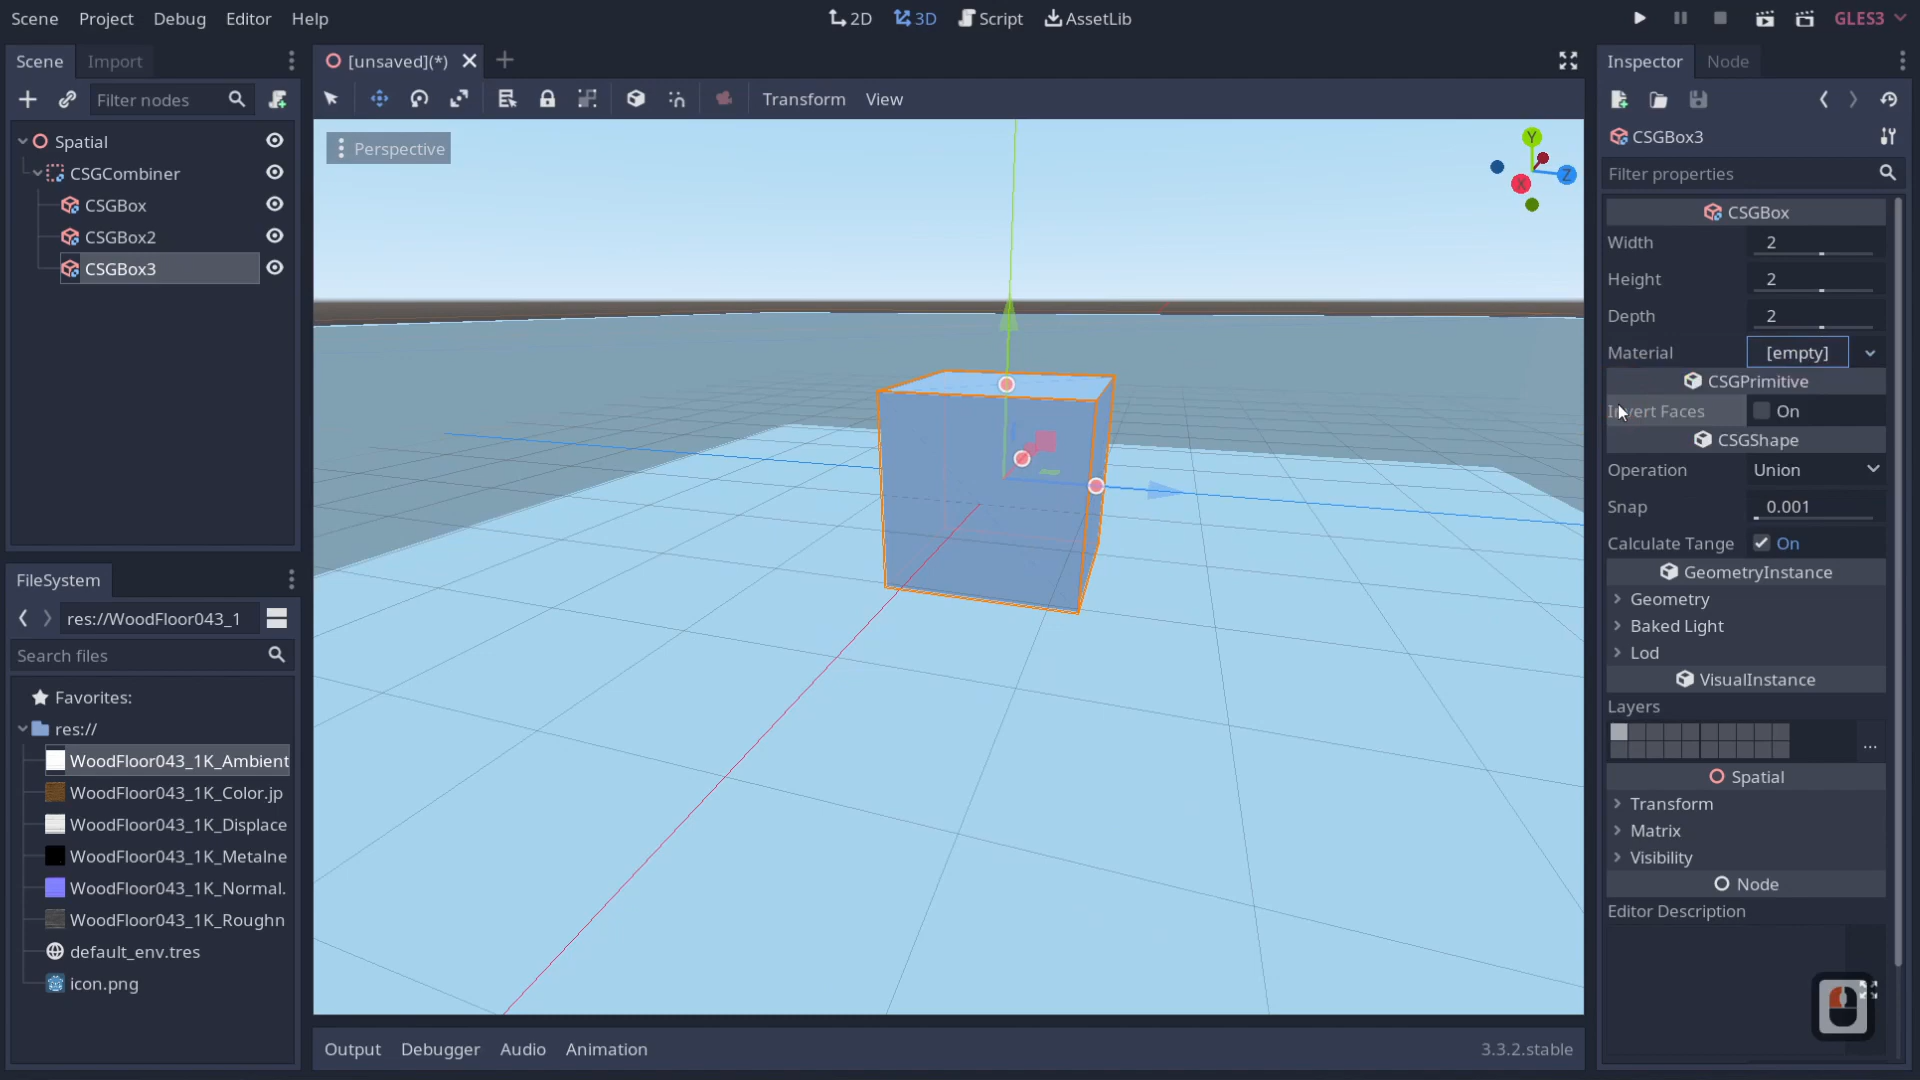 Scene Project Debug Editor Help
2D 3D Script AssetLib
GLES3
Scene Import
[unsaved](*)
Inspector Node
Filter nodes
Transform View
Spatial
CSGCombiner
CSGBox
CSGBox2
CSGBox3
Perspective
Y
X
Z
CSGBox3
Filter properties
CSGBox
Width 2
Height 2
Depth 2
Material [empty]
CSGPrimitive
Invert Faces On
CSGShape
Operation Union
Snap 0.001
Calculate Tange On
GeometryInstance
Geometry
Baked Light
Lod
VisualInstance
Layers
...
Spatial
Transform
Matrix
Visibility
Node
Editor Description
FileSystem
res://WoodFloor043_1
Search files
Favorites:
res://
WoodFloor043_1K_Ambient
WoodFloor043_1K_Color.jp
WoodFloor043_1K_Displace
WoodFloor043_1K_Metalne
WoodFloor043_1K_Normal.
WoodFloor043_1K_Roughn
default_env.tres
icon.png
Output Debugger Audio Animation
3.3.2.stable